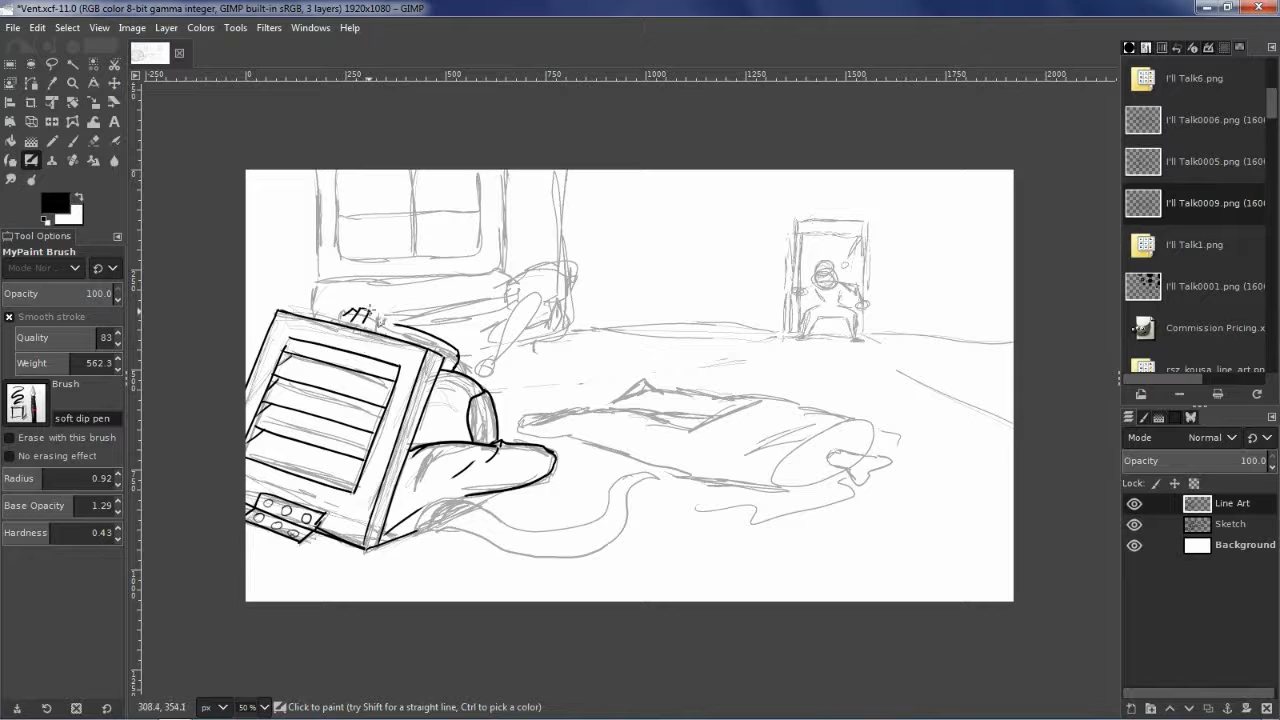 *Vent.xcf-11.0 (RGB color 8-bit gamma integer, GIMP built-in sRGB, 3 layers) 1920x1080 – GIMP
File Edit Select View Image Layer Colors Tools Filters Windows Help
-250 0 250 500 750 1000 1250 1500 1750 2000
Tool Options
MyPaint Brush
Mode Nor...
Opacity 100.0
Smooth stroke
Quality 83
Weight 562.3
Brush
soft dip pen
Erase with this brush
No erasing effect
Radius 0.92
Base Opacity 1.29
Hardness 0.43
I'll Talk6.png
I'll Talk0006.png (160
I'll Talk0005.png (160
I'll Talk0009.png (160
I'll Talk1.png
I'll Talk0001.png (160
Commission Pricing.x
rsz_kousa_line_art.pn
Mode Normal
Opacity 100.0
Lock:
Line Art
Sketch
Background
308.4, 354.1 px 50 % Click to paint (try Shift for a straight line, Ctrl to pick a color)